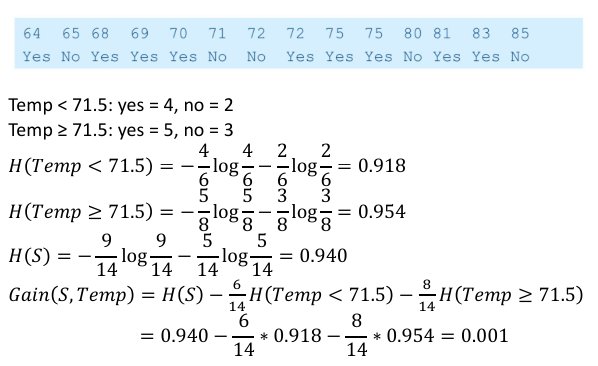 64 65 68 69 70 71 72 72 75 75 80 81 83 85
Yes No Yes Yes Yes No No Yes Yes Yes No Yes Yes No
Temp < 71.5: yes = 4, no = 2
Temp ≥ 71.5: yes = 5, no = 3
H(Temp < 71.5) = −4/6 log 4/6 − 2/6 log 2/6 = 0.918
H(Temp ≥ 71.5) = −5/8 log 5/8 − 3/8 log 3/8 = 0.954
H(S) = −9/14 log 9/14 − 5/14 log 5/14 = 0.940
Gain(S, Temp) = H(S) − 6/14 H(Temp < 71.5) − 8/14 H(Temp ≥ 71.5)
= 0.940 − 6/14 * 0.918 − 8/14 * 0.954 = 0.001